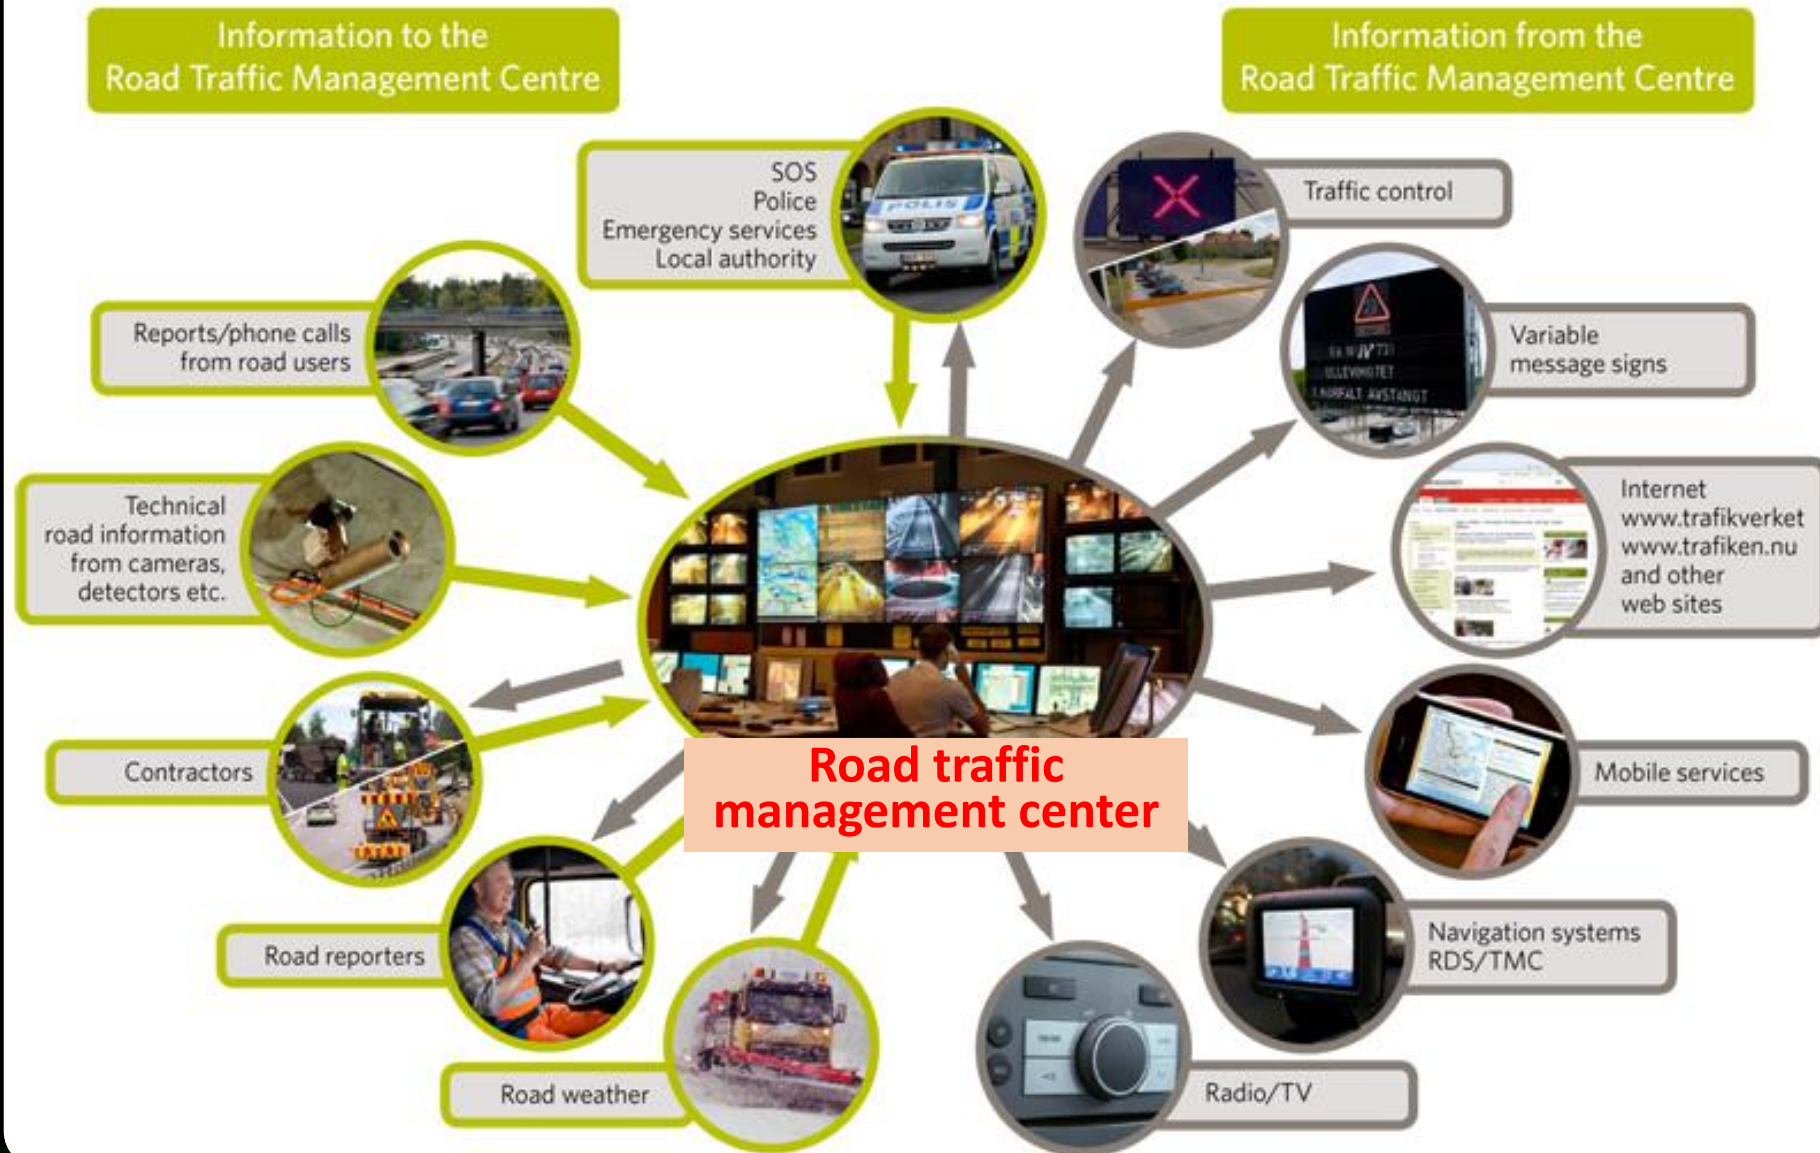 Information to the
Road Traffic Management Centre
Information from the
Road Traffic Management Centre
SOS
Police
Emergency services
Local authority
POLIS
Traffic control
Reports/phone calls
from road users
Variable
message signs
AVSTANGT
Technical
road information
from cameras,
detectors etc.
Internet
www.trafikverket
www.trafiken.nu
and other
web sites
Contractors
Mobile services
Road traffic
management center
Road reporters
Navigation systems
RDS/TMC
Road weather
Radio/TV